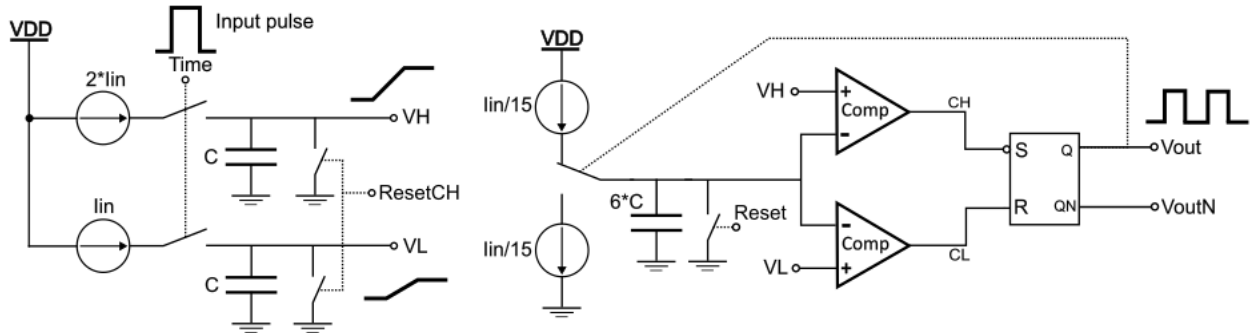 VDD
Input pulse
Time
2*Iin
VH
C
ResetCH
Iin
VL
C
VDD
Iin/15
Iin/15
6*C
Reset
VH
+
Comp
-
CH
-
Comp
+
VL
CL
S
Q
R
QN
Vout
VoutN